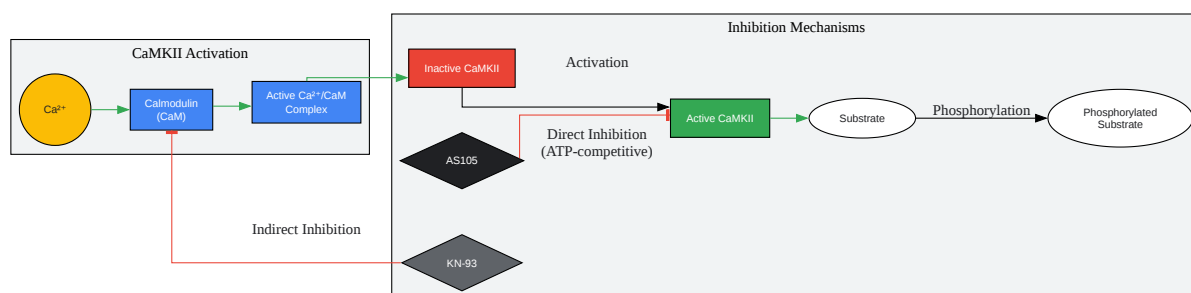 Inhibition Mechanisms
CaMKII Activation
Ca²⁺
Calmodulin
(CaM)
Active Ca²⁺/CaM
Complex
Inactive CaMKII
Activation
AS105
Direct Inhibition
(ATP-competitive)
Active CaMKII
Substrate
Phosphorylation
Phosphorylated
Substrate
Indirect Inhibition
KN-93